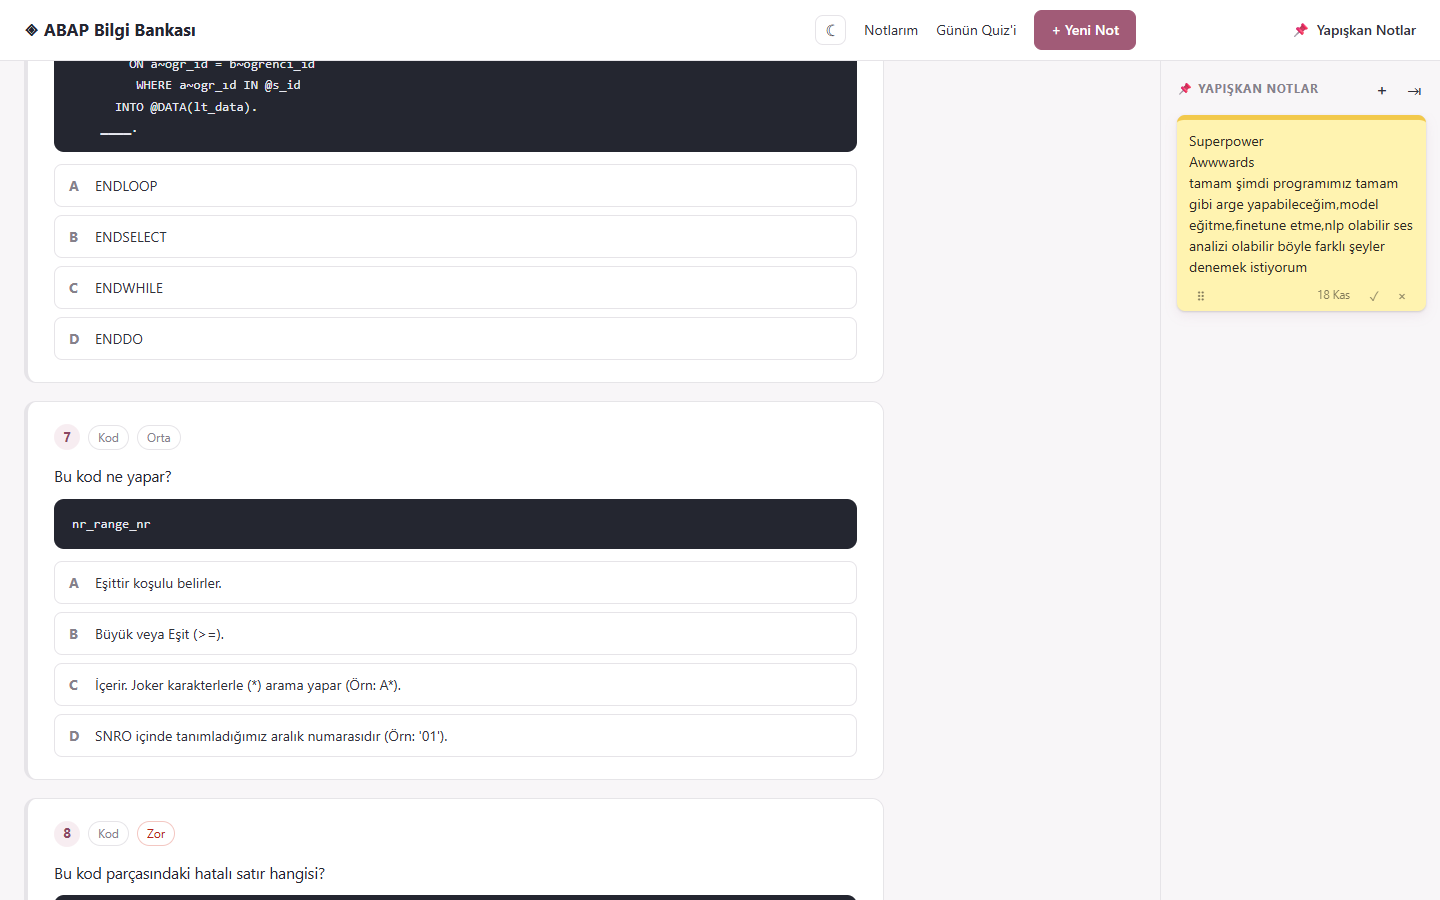 ◈ ABAP Bilgi Bankası
☾
Notlarım
Günün Quiz'i
+ Yeni Not
📌 Yapışkan Notlar
ON a~ogr_id = b~ogrenci_id
WHERE a~ogr_id IN @s_id
INTO @DATA(lt_data).
____.
A ENDLOOP
B ENDSELECT
C ENDWHILE
D ENDDO
7 Kod Orta
Bu kod ne yapar?
nr_range_nr
A Eşittir koşulu belirler.
B Büyük veya Eşit (>=).
C İçerir. Joker karakterlerle (*) arama yapar (Örn: A*).
D SNRO içinde tanımladığımız aralık numarasıdır (Örn: '01').
8 Kod Zor
Bu kod parçasındaki hatalı satır hangisi?
📌 YAPIŞKAN NOTLAR + ⇥
Superpower
Awwwards
tamam şimdi programımız tamam
gibi arge yapabileceğim,model
eğitme,finetune etme,nlp olabilir ses
analizi olabilir böyle farklı şeyler
denemek istiyorum
⠿ 18 Kas ✓ ×